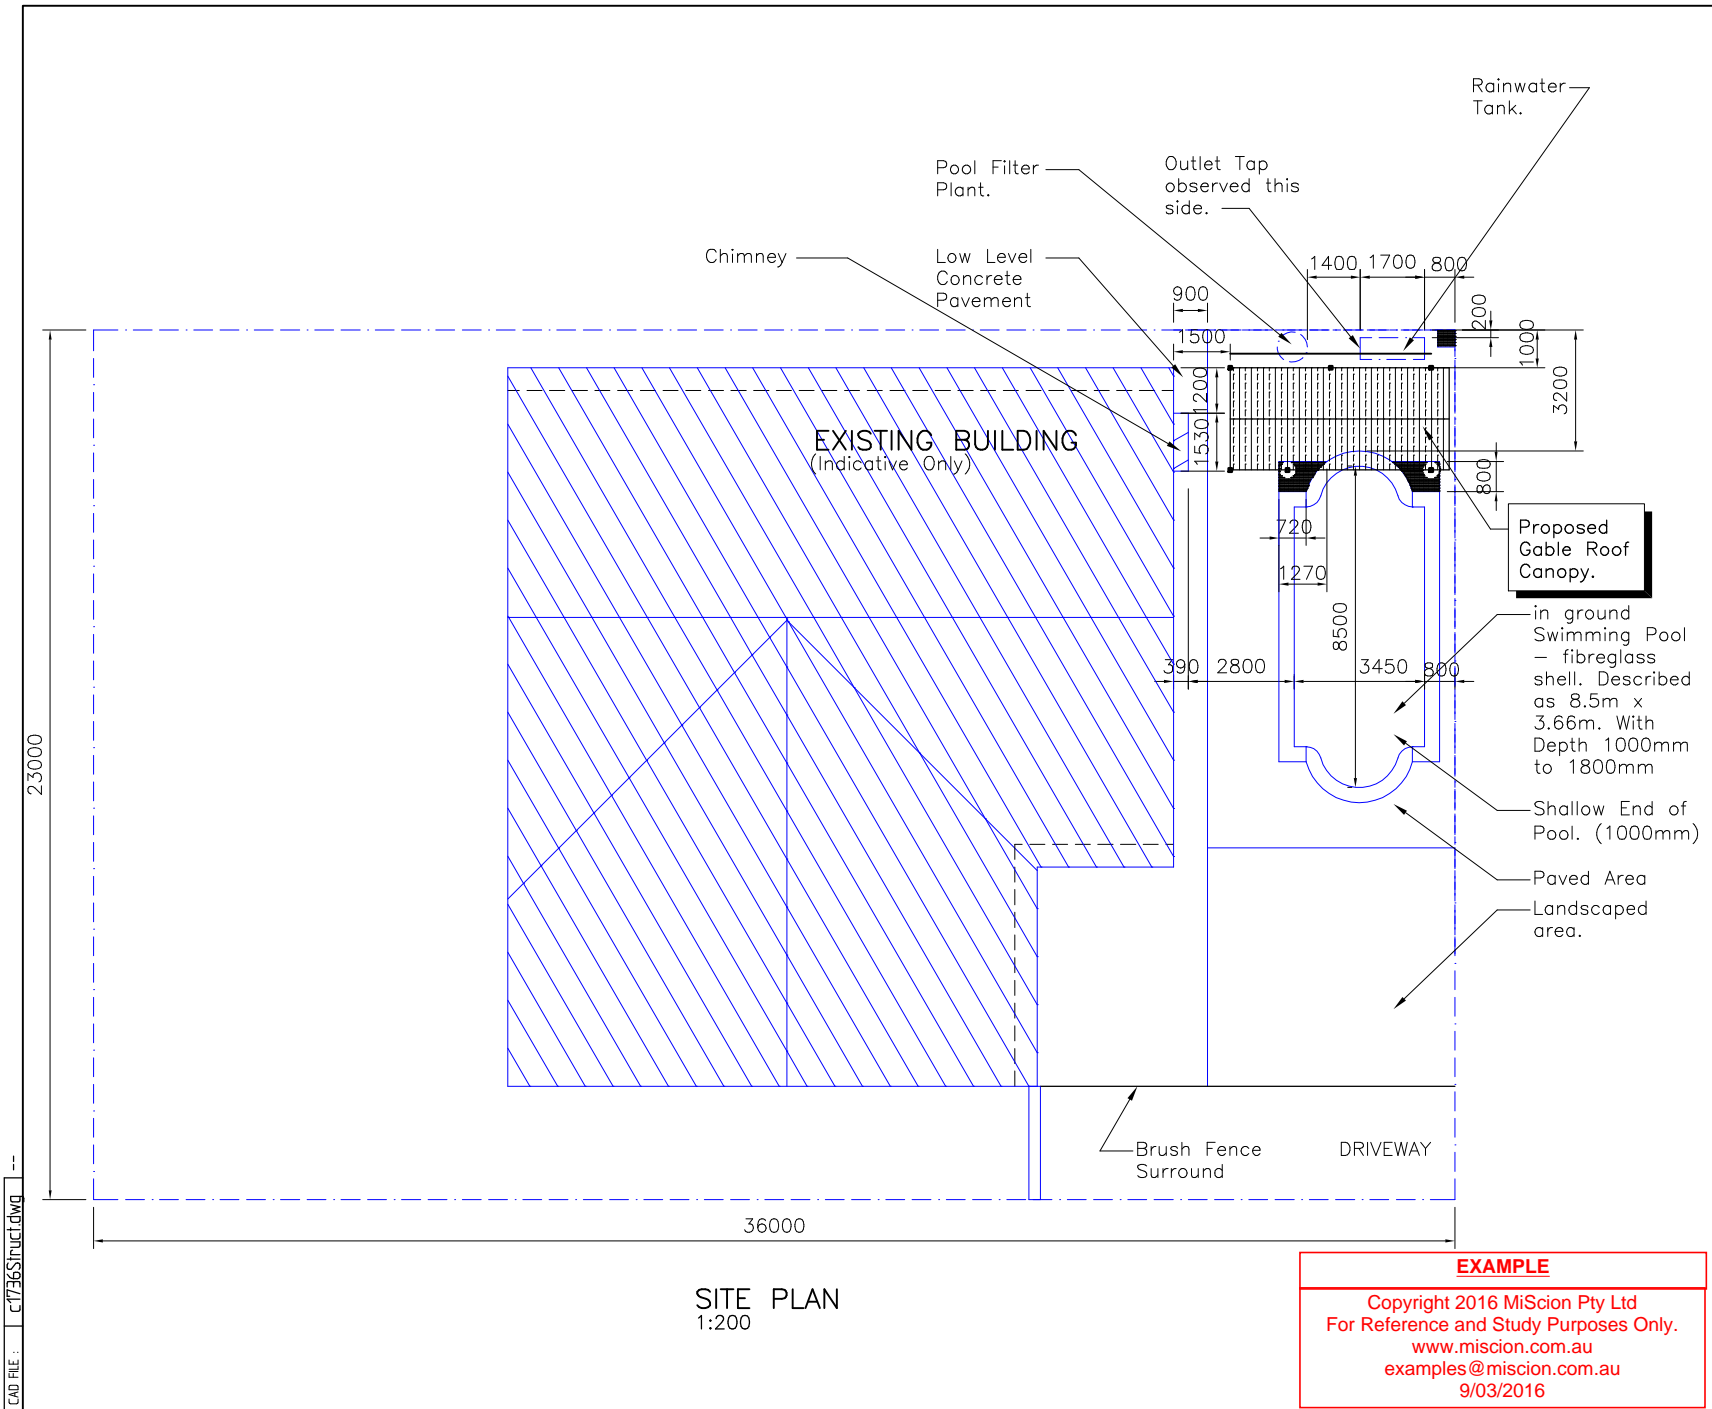 Rainwater
Tank.
Pool Filter
Plant.
Outlet Tap
observed this
side.
Chimney
Low Level
Concrete
Pavement
1400
1700
800
900
200
1500
1000
3200
1200
1530
EXISTING BUILDING
(Indicative Only)
800
720
1270
Proposed
Gable Roof
Canopy.
8500
in ground
Swimming Pool
– fibreglass
shell. Described
as 8.5m x
3.66m. With
Depth 1000mm
to 1800mm
390
2800
3450
800
23000
Shallow End of
Pool. (1000mm)
Paved Area
Landscaped
area.
Brush Fence
Surround
DRIVEWAY
36000
SITE PLAN
1:200
CAD FILE :
c1736Struct.dwg
--
EXAMPLE
Copyright 2016 MiScion Pty Ltd
For Reference and Study Purposes Only.
www.miscion.com.au
examples@miscion.com.au
9/03/2016